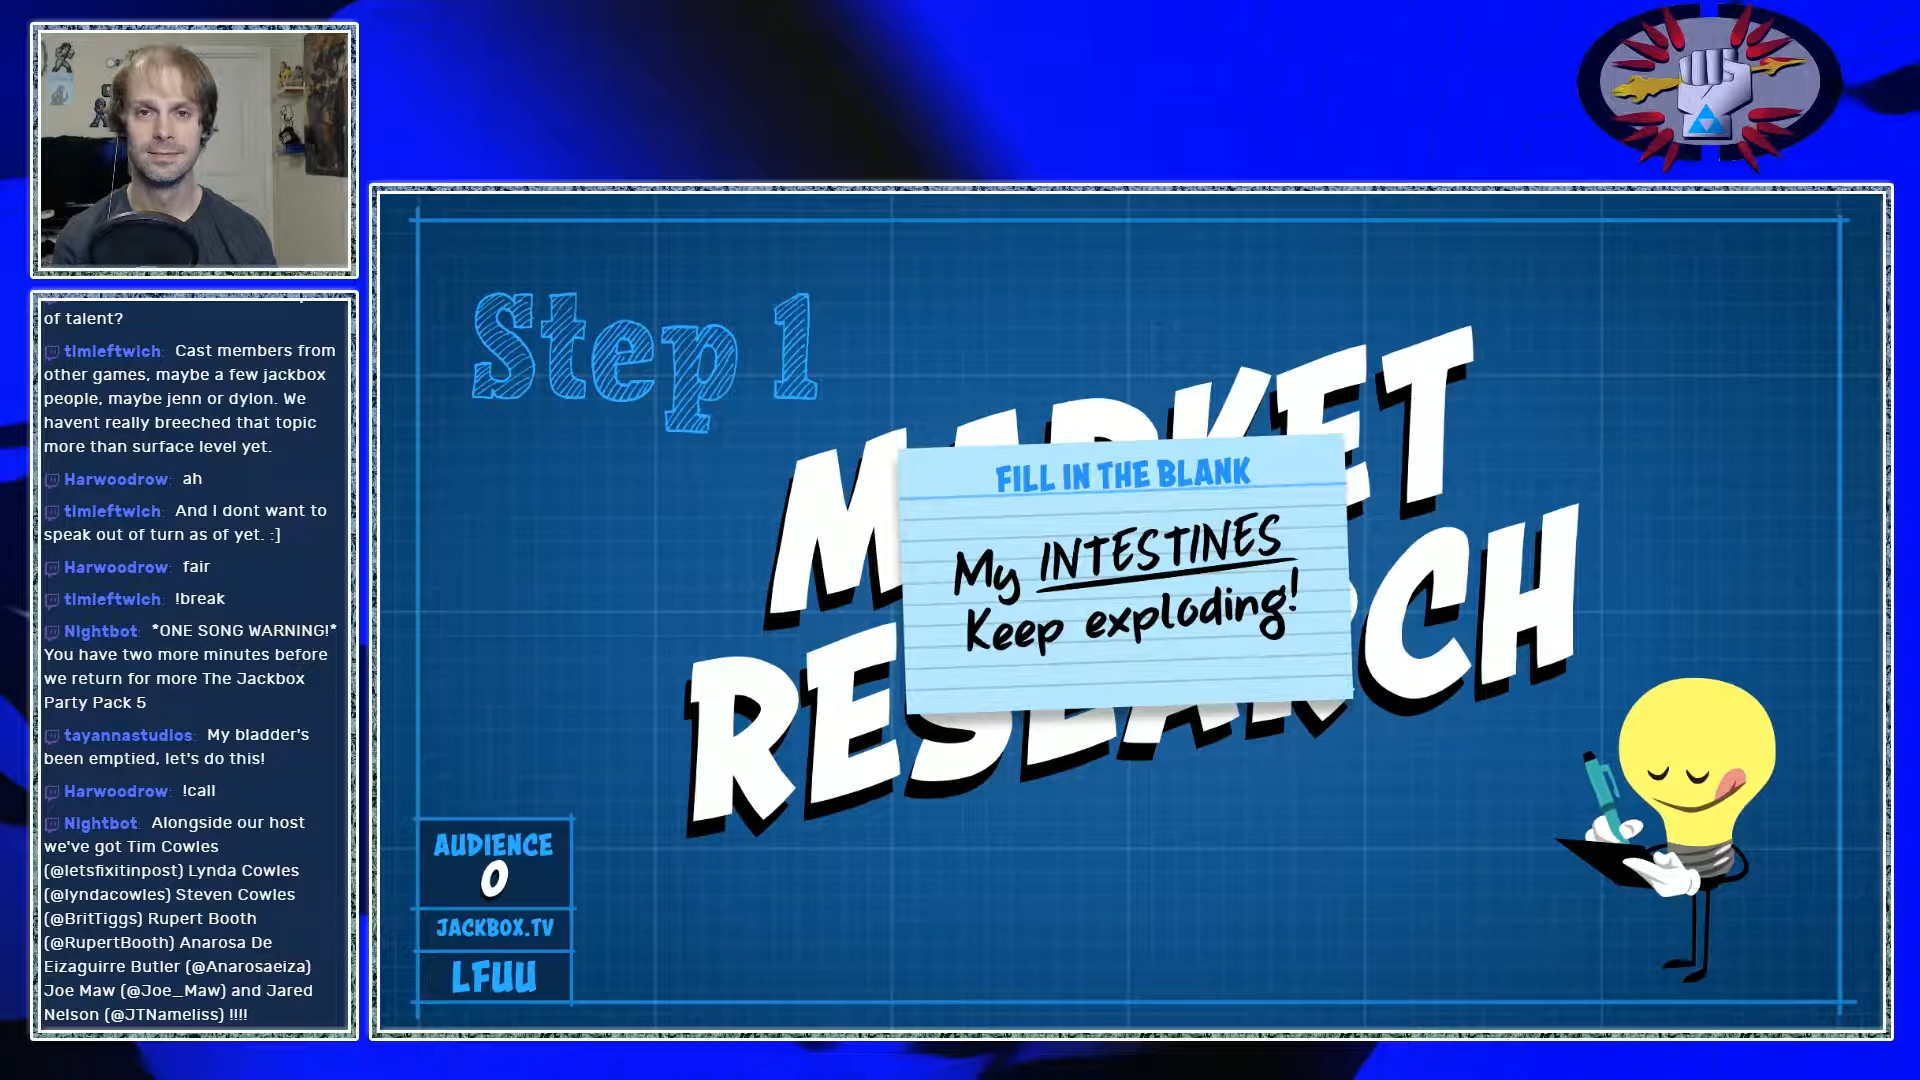 of talent?
timleftwich: Cast members from
other games, maybe a few jackbox
people, maybe jenn or dylon. We
havent really breeched that topic
more than surface level yet.
Harwoodrow: ah
timleftwich: And I dont want to
speak out of turn as of yet. :]
Harwoodrow: fair
timleftwich: !break
Nightbot: *ONE SONG WARNING!*
You have two more minutes before
we return for more The Jackbox
Party Pack 5
tayannastudios: My bladder's
been emptied, let's do this!
Harwoodrow: !call
Nightbot: Alongside our host
we've got Tim Cowles
(@letsfixitinpost) Lynda Cowles
(@lyndacowles) Steven Cowles
(@BritTiggs) Rupert Booth
(@RupertBooth) Anarosa De
Eizaguirre Butler (@Anarosaeiza)
Joe Maw (@Joe_Maw) and Jared
Nelson (@JTNameliss) !!!!
Step 1
MARKET
RESEARCH
FILL IN THE BLANK
My INTESTINES
Keep exploding!
AUDIENCE
0
JACKBOX.TV
LFUU